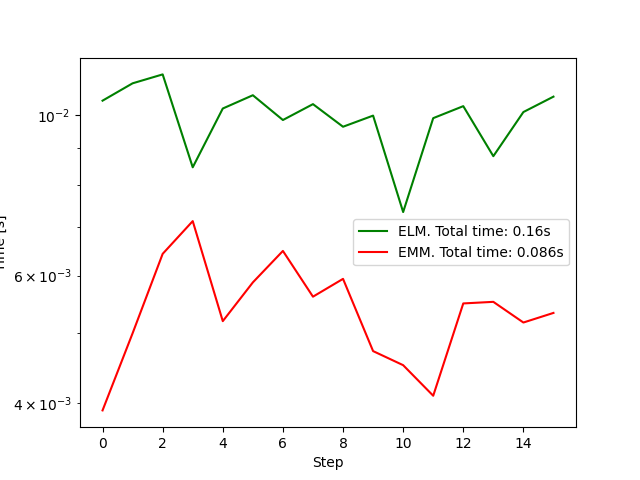 10⁻²
6 × 10⁻³
4 × 10⁻³
ELM. Total time: 0.16s
EMM. Total time: 0.086s
0 2 4 6 8 10 12 14
Step